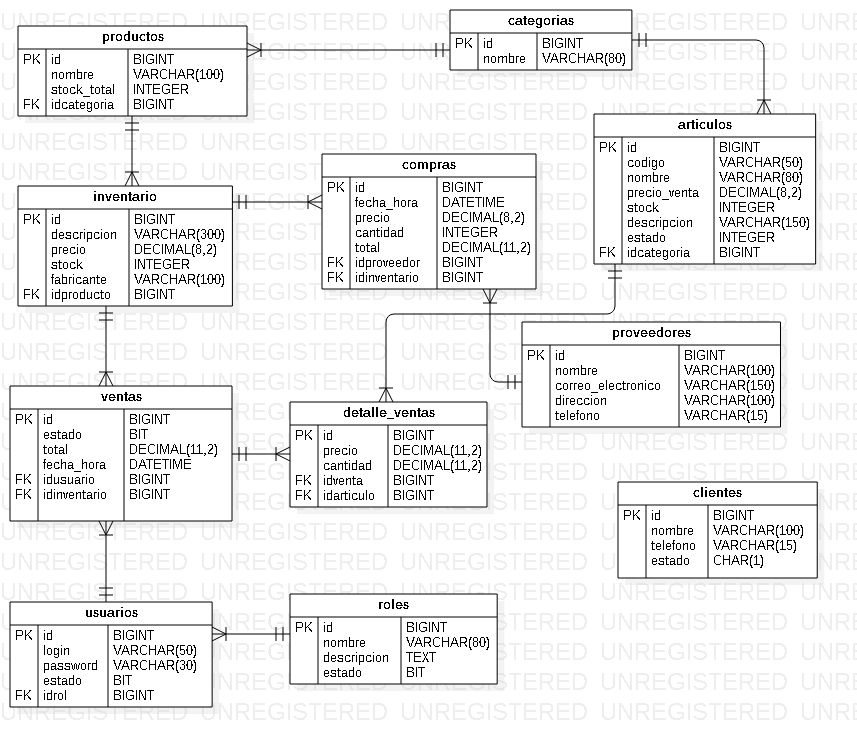 productos
PK id BIGINT
nombre VARCHAR(100)
stock_total INTEGER
FK idcategoria BIGINT
categorias
PK id BIGINT
nombre VARCHAR(80)
articulos
PK id BIGINT
codigo VARCHAR(50)
nombre VARCHAR(80)
precio_venta DECIMAL(8,2)
stock INTEGER
descripcion VARCHAR(150)
estado INTEGER
FK idcategoria BIGINT
compras
PK id BIGINT
fecha_hora DATETIME
precio DECIMAL(8,2)
cantidad INTEGER
total DECIMAL(11,2)
FK idproveedor BIGINT
FK idinventario BIGINT
inventario
PK id BIGINT
descripcion VARCHAR(300)
precio DECIMAL(8,2)
stock INTEGER
fabricante VARCHAR(100)
FK idproducto BIGINT
proveedores
PK id BIGINT
nombre VARCHAR(100)
correo_electronico VARCHAR(150)
direccion VARCHAR(100)
telefono VARCHAR(15)
ventas
PK id BIGINT
estado BIT
total DECIMAL(11,2)
fecha_hora DATETIME
FK idusuario BIGINT
FK idinventario BIGINT
detalle_ventas
PK id BIGINT
precio DECIMAL(11,2)
cantidad DECIMAL(11,2)
FK idventa BIGINT
FK idarticulo BIGINT
clientes
PK id BIGINT
nombre VARCHAR(100)
telefono VARCHAR(15)
estado CHAR(1)
usuarios
PK id BIGINT
login VARCHAR(50)
password VARCHAR(30)
estado BIT
FK idrol BIGINT
roles
PK id BIGINT
nombre VARCHAR(80)
descripcion TEXT
estado BIT
UNREGISTERED